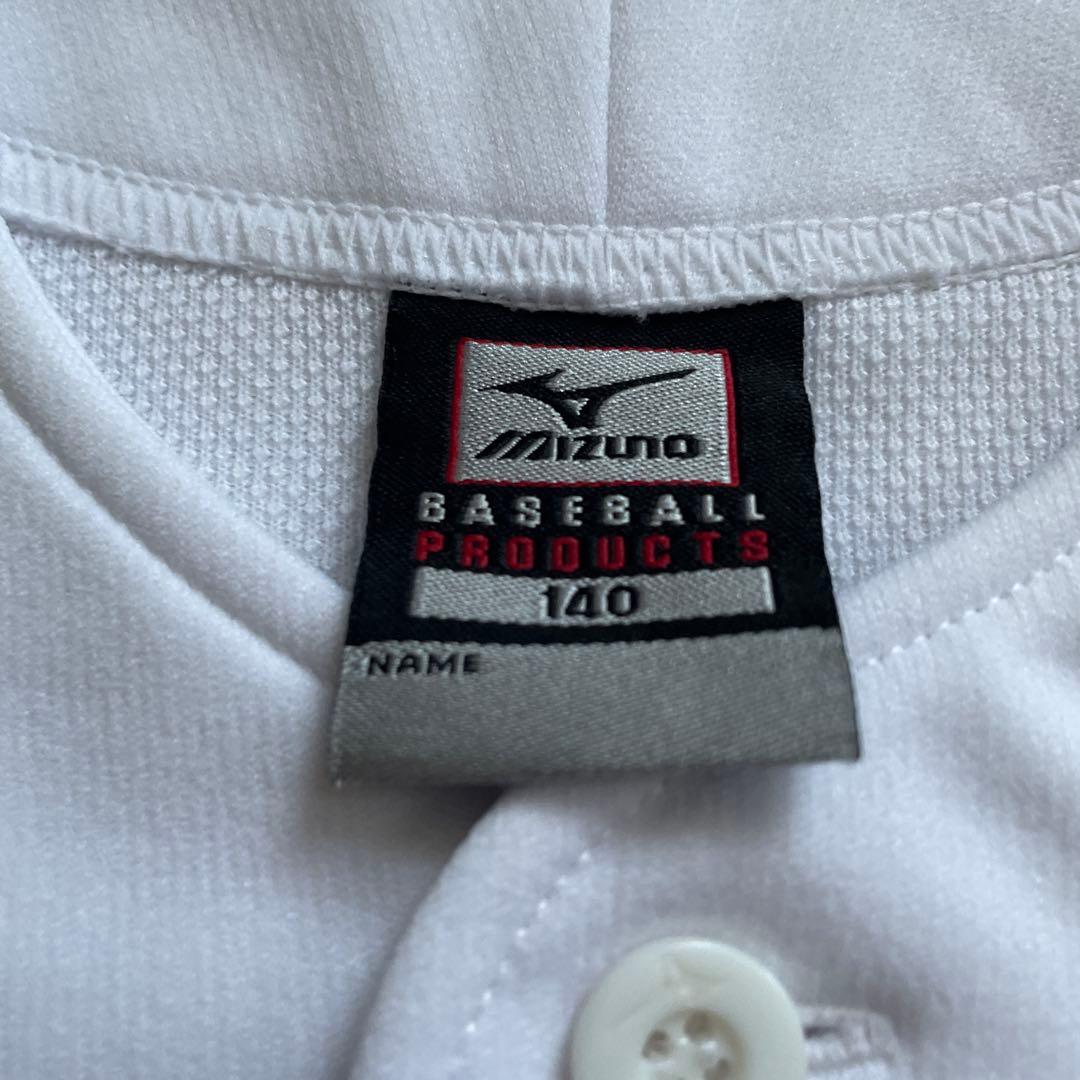 MIZUNO
BASEBALL
PRODUCTS
140
NAME